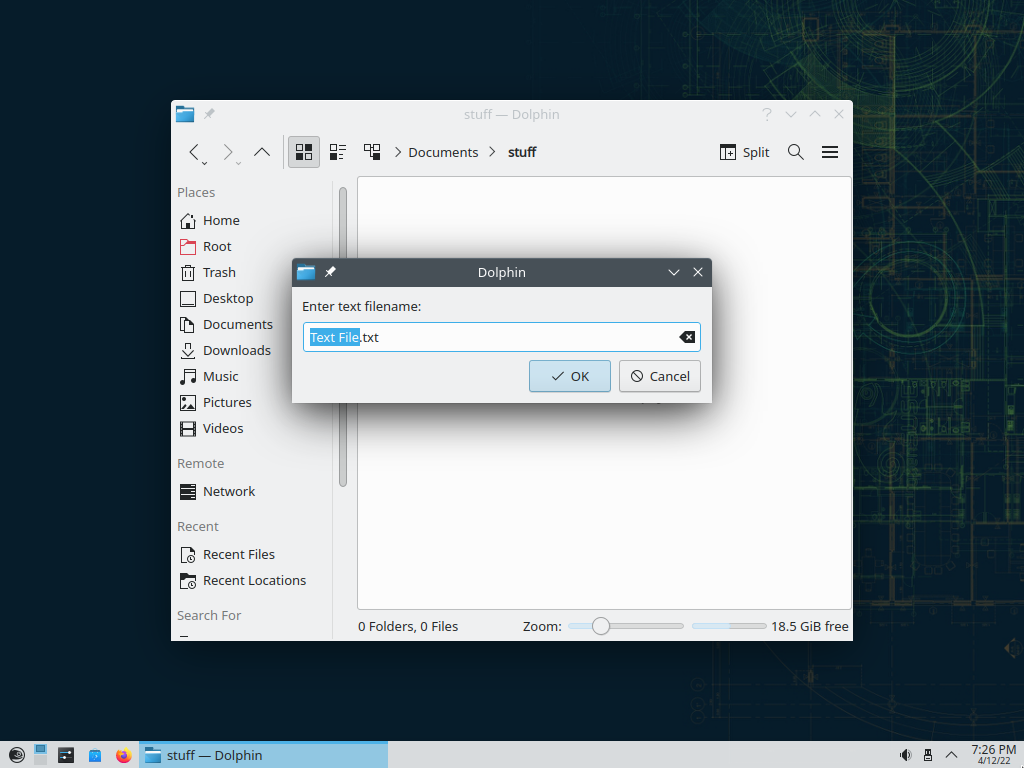 stuff — Dolphin
Documents
stuff
Split
Places
Home
Root
Trash
Desktop
Documents
Downloads
Music
Pictures
Videos
Remote
Network
Recent
Recent Files
Recent Locations
Search For
Dolphin
Enter text filename:
Text File.txt
OK
Cancel
0 Folders, 0 Files
Zoom:
18.5 GiB free
stuff — Dolphin
7:26 PM
4/12/22